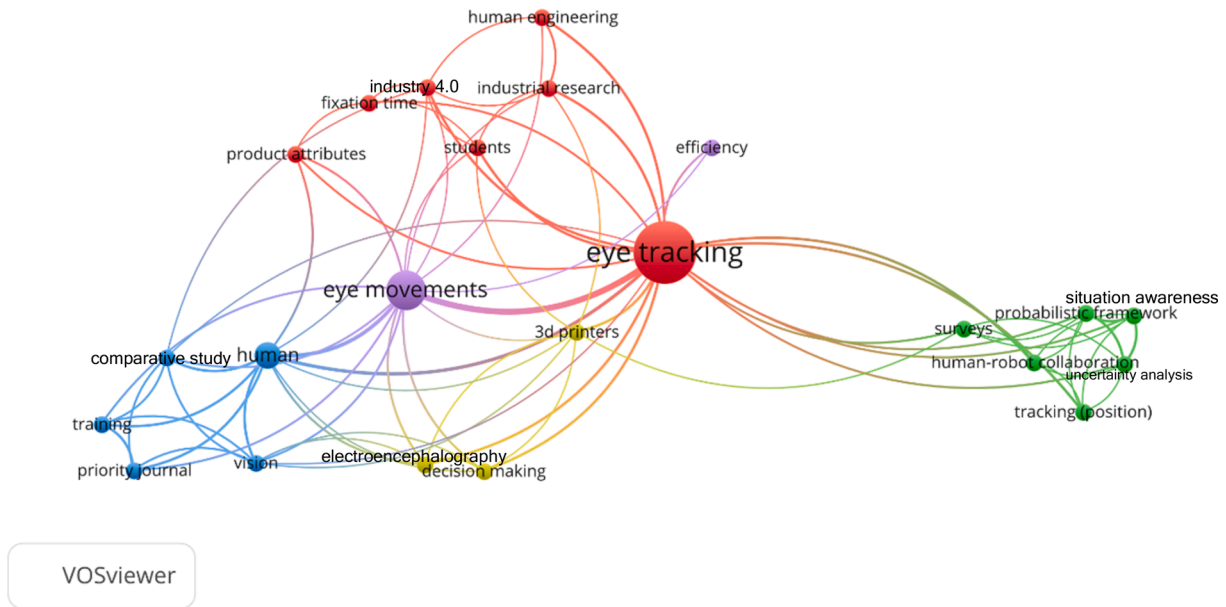 human engineering
industry 4.0
industrial research
fixation time
product attributes
students
efficiency
eye tracking
eye movements
situation awareness
probabilistic framework
surveys
3d printers
comparative study
human
human-robot collaboration
uncertainty analysis
tracking (position)
training
electroencephalography
priority journal
vision
decision making
VOSviewer